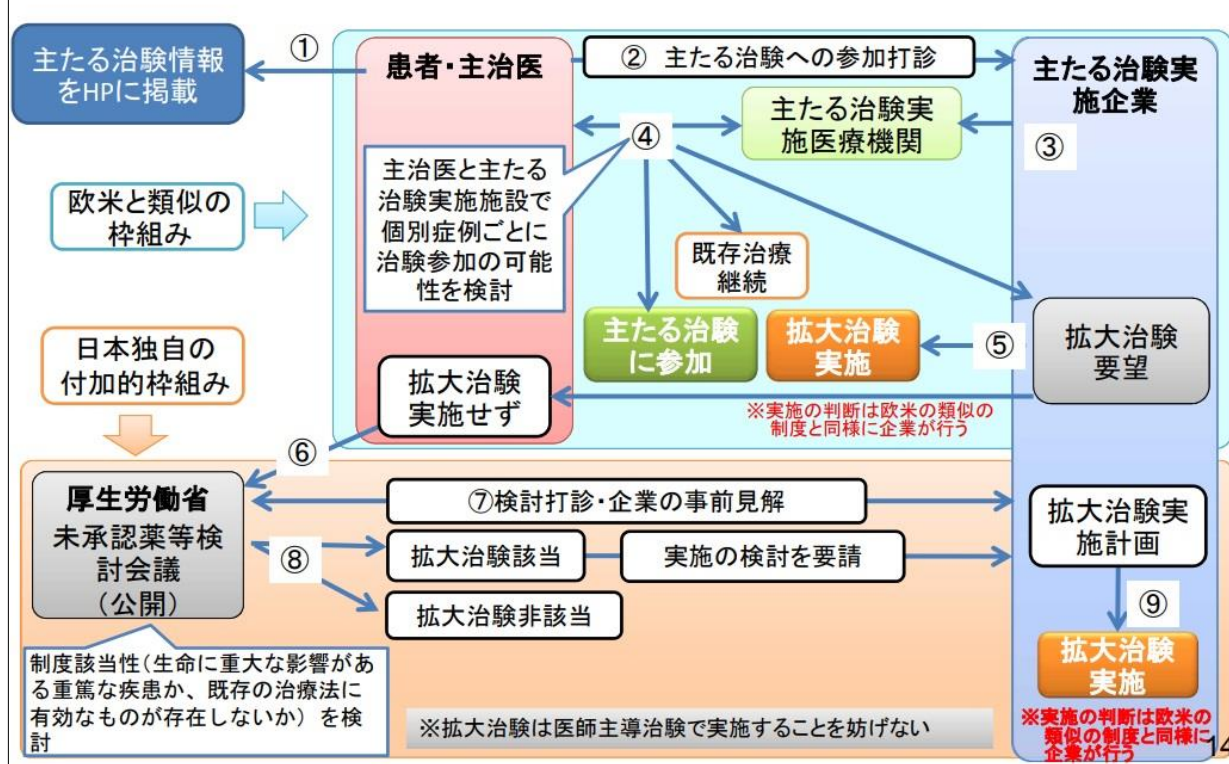 主たる治験情報
をHPに掲載
①
患者・主治医
② 主たる治験への参加打診
主たる治験実
施企業
主たる治験実
施医療機関
③
④
主治医と主たる
治験実施施設で
個別症例ごとに
治験参加の可能
性を検討
欧米と類似の
枠組み
既存治療
継続
主たる治験
に参加
拡大治験
実施
⑤
拡大治験
要望
日本独自の
付加的枠組み
拡大治験
実施せず
※実施の判断は欧米の類似の
制度と同様に企業が行う
⑥
厚生労働省
未承認薬等検
討会議
（公開）
⑦検討打診・企業の事前見解
拡大治験実
施計画
⑧
拡大治験該当
実施の検討を要請
拡大治験非該当
⑨
拡大治験
実施
制度該当性（生命に重大な影響があ
る重篤な疾患か、既存の治療法に
有効なものが存在しないか）を検
討
※拡大治験は医師主導治験で実施することを妨げない
※実施の判断は欧米の
類似の制度と同様に
企業が行う
14